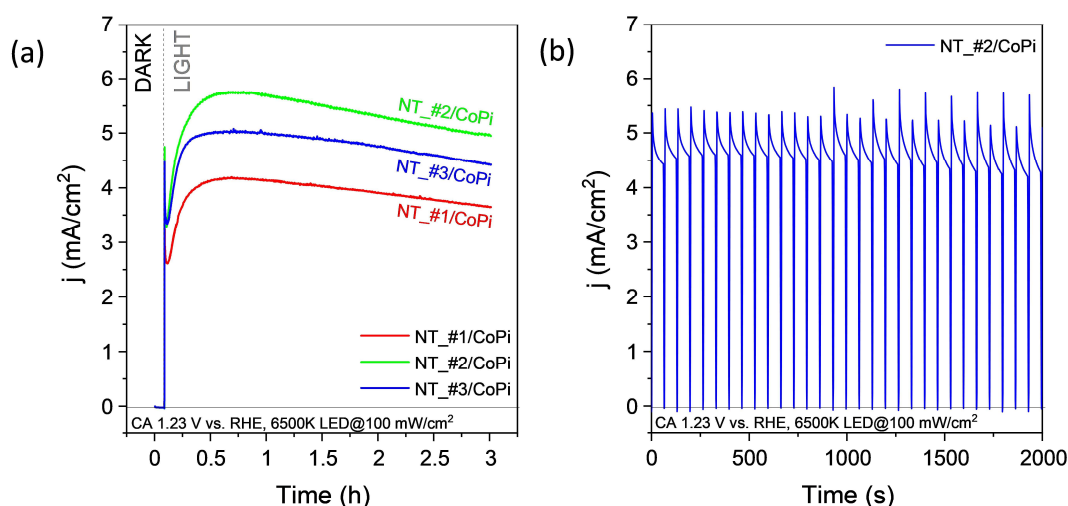 (a)
j (mA/cm²)
7
6
5
4
3
2
1
0
DARK
LIGHT
NT_#2/CoPi
NT_#3/CoPi
NT_#1/CoPi
NT_#1/CoPi
NT_#2/CoPi
NT_#3/CoPi
CA 1.23 V vs. RHE, 6500K LED@100 mW/cm²
0 0.5 1 1.5 2 2.5 3
Time (h)
(b)
j (mA/cm²)
7
6
5
4
3
2
1
0
NT_#2/CoPi
CA 1.23 V vs. RHE, 6500K LED@100 mW/cm²
0 500 1000 1500 2000
Time (s)